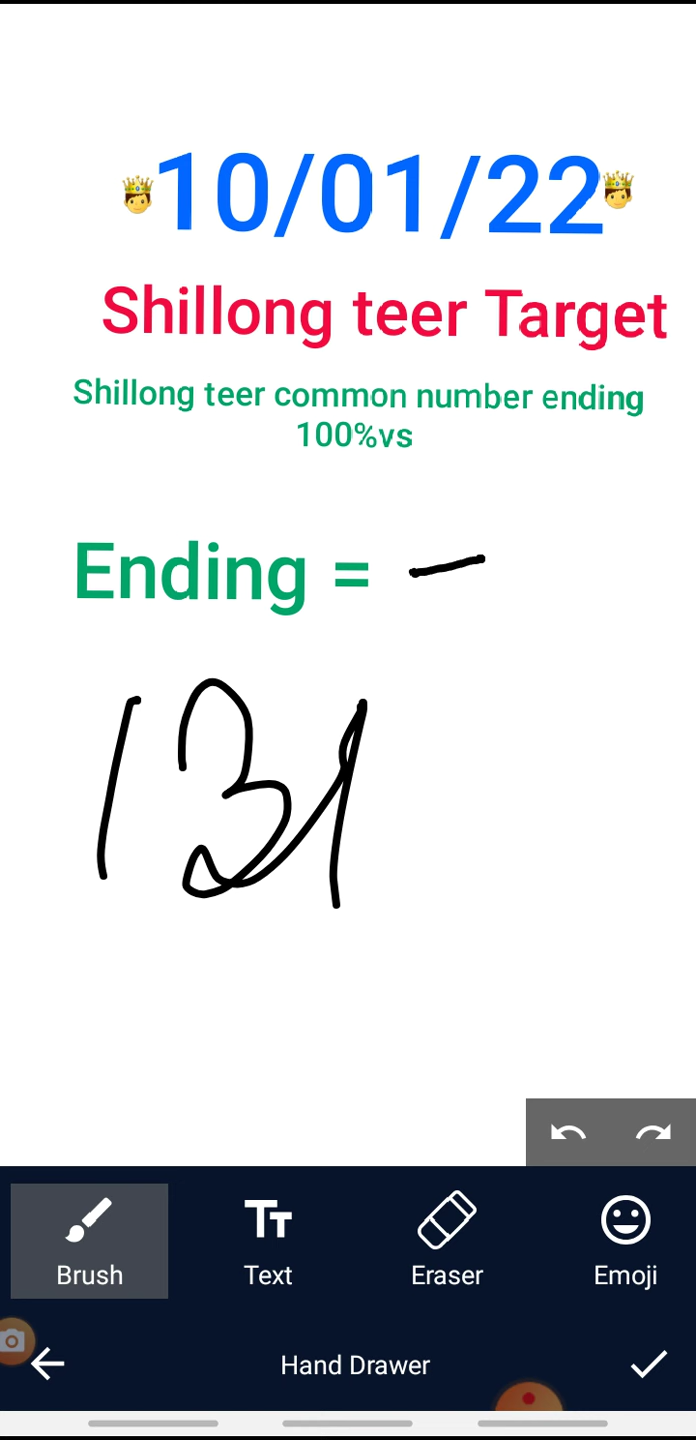 10/01/22
Shillong teer Target
Shillong teer common number ending
100%vs
Ending = -
131
Brush Text Eraser Emoji
Hand Drawer